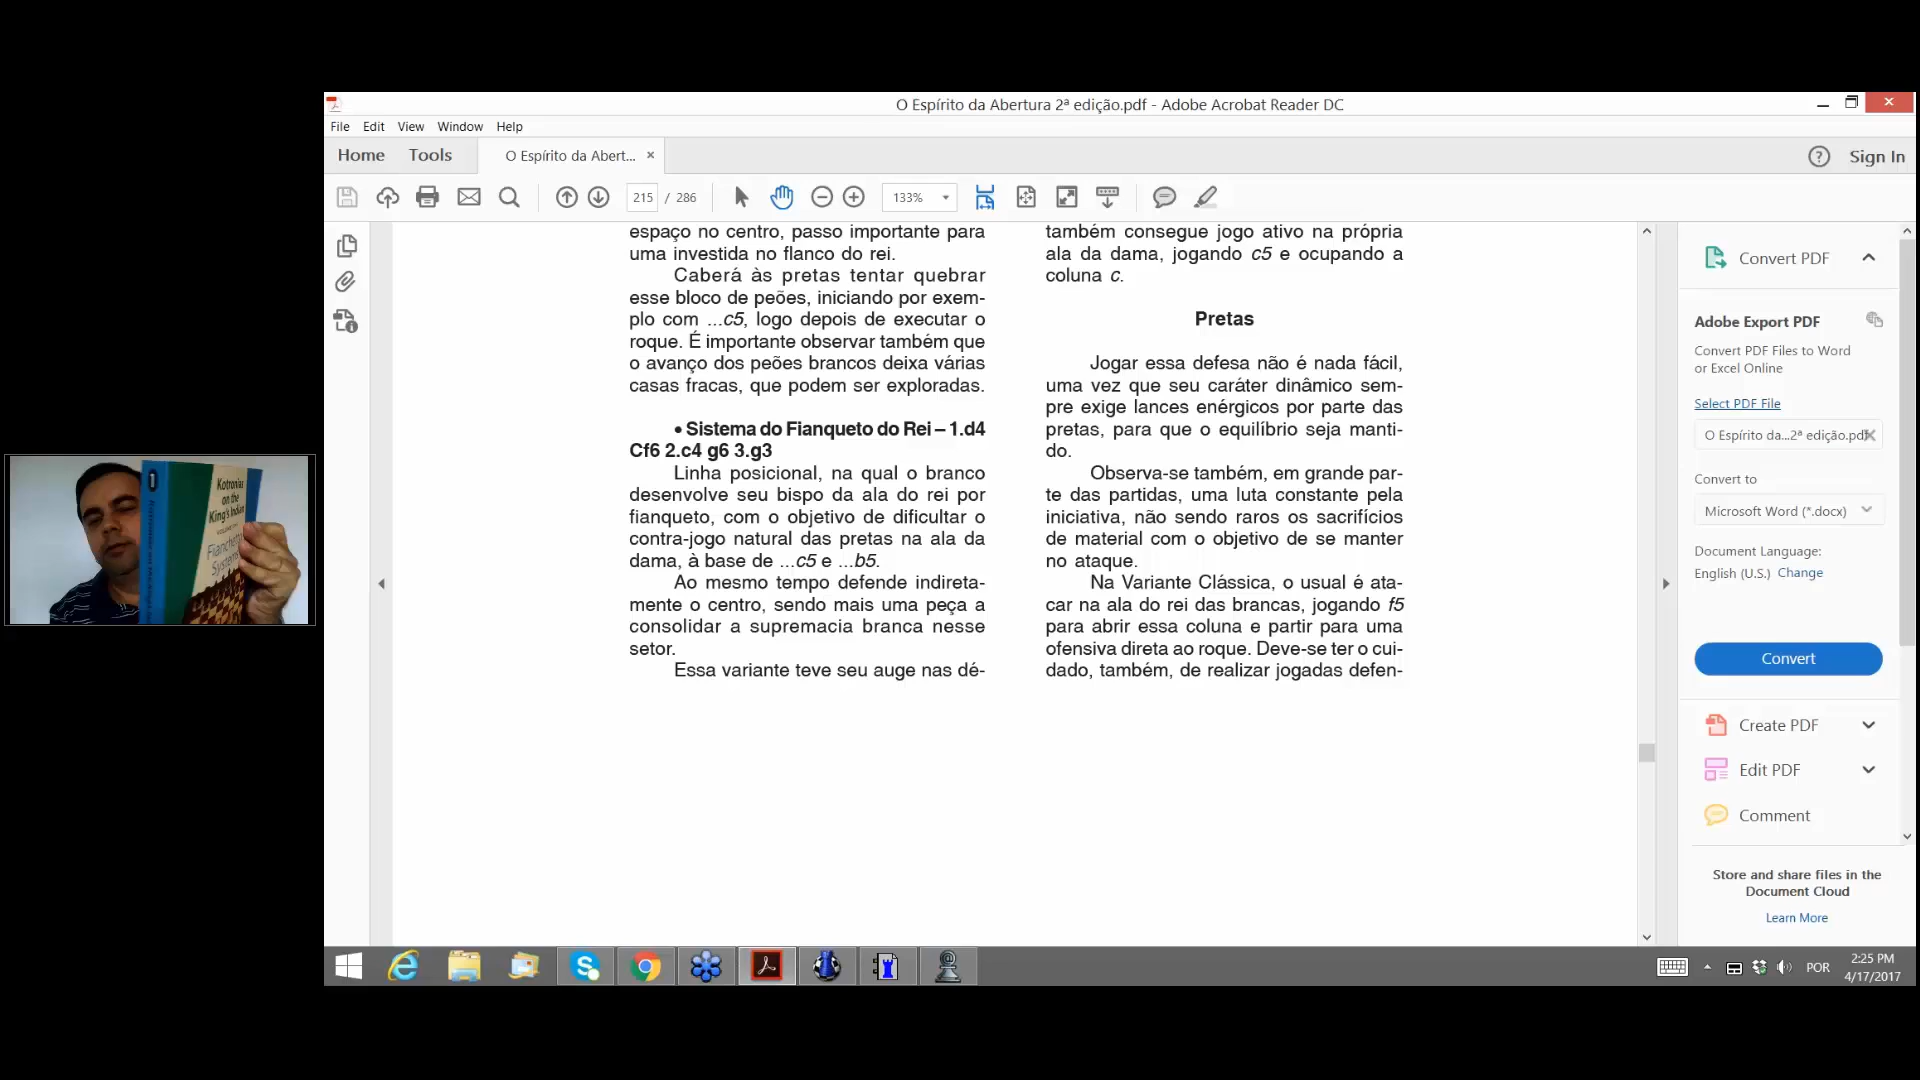 O Espírito da Abertura 2ª edição.pdf - Adobe Acrobat Reader DC
File Edit View Window Help
Home Tools O Espírito da Abert... × ? Sign In
215 / 286 133%
espaço no centro, passo importante para
uma investida no flanco do rei.
Caberá às pretas tentar quebrar
esse bloco de peões, iniciando por exem-
plo com ...c5, logo depois de executar o
roque. É importante observar também que
o avanço dos peões brancos deixa várias
casas fracas, que podem ser exploradas.
• Sistema do Fianqueto do Rei – 1.d4
Cf6 2.c4 g6 3.g3
Linha posicional, na qual o branco
desenvolve seu bispo da ala do rei por
fianqueto, com o objetivo de dificultar o
contra-jogo natural das pretas na ala da
dama, à base de ...c5 e ...b5.
Ao mesmo tempo defende indireta-
mente o centro, sendo mais uma peça a
consolidar a supremacia branca nesse
setor.
Essa variante teve seu auge nas dé-
também consegue jogo ativo na própria
ala da dama, jogando c5 e ocupando a
coluna c.
Pretas
Jogar essa defesa não é nada fácil,
uma vez que seu caráter dinâmico sem-
pre exige lances enérgicos por parte das
pretas, para que o equilíbrio seja manti-
do.
Observa-se também, em grande par-
te das partidas, uma luta constante pela
iniciativa, não sendo raros os sacrifícios
de material com o objetivo de se manter
no ataque.
Na Variante Clássica, o usual é ata-
car na ala do rei das brancas, jogando f5
para abrir essa coluna e partir para uma
ofensiva direta ao roque. Deve-se ter o cui-
dado, também, de realizar jogadas defen-
Convert PDF
Adobe Export PDF
Convert PDF Files to Word
or Excel Online
Select PDF File
O Espírito da...2ª edição.pdf
Convert to
Microsoft Word (*.docx)
Document Language:
English (U.S.) Change
Convert
Create PDF
Edit PDF
Comment
Store and share files in the
Document Cloud
Learn More
Kotronias
on the
King's Indian
Fianchetto
Systems
POR
2:25 PM
4/17/2017